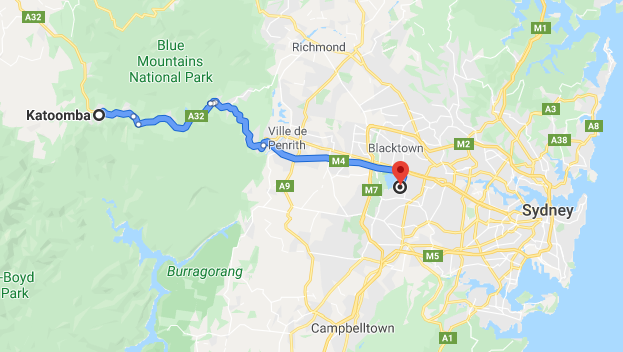 A32
M1
Richmond
Blue
Mountains
National Park
A3
A8
Katoomba
A32
Ville de
Penrith
Blacktown
M2
A38
M4
A9
M7
Sydney
M5
Burragorang
-Boyd
Park
Campbelltown
A1